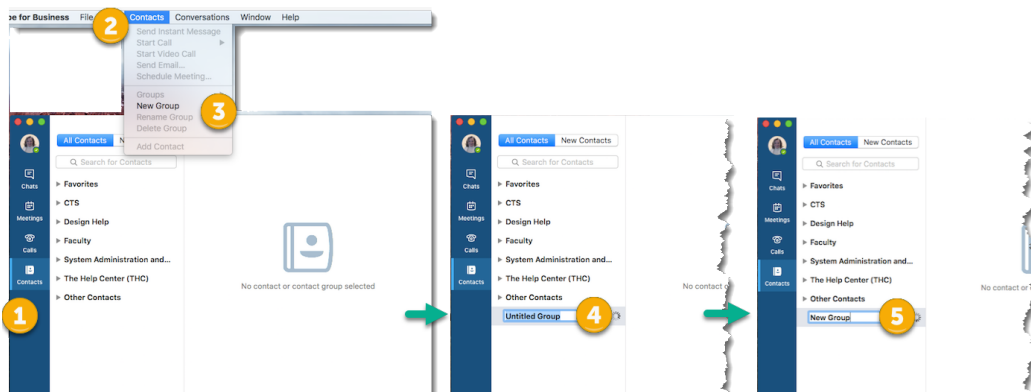 pe for Business File Contacts Conversations Window Help
2
Send Instant Message
Start Call
Start Video Call
Send Email...
Schedule Meeting...
Groups
New Group
Rename Group
Delete Group
Add Contact
3
All Contacts N
Search for Contacts
Chats
Meetings
Calls
Contacts
Favorites
CTS
Design Help
Faculty
System Administration and...
The Help Center (THC)
Other Contacts
No contact or contact group selected
1
All Contacts New Contacts
Search for Contacts
Chats
Meetings
Calls
Contacts
Favorites
CTS
Design Help
Faculty
System Administration and...
The Help Center (THC)
Other Contacts
Untitled Group
4
No contact
All Contacts New Contacts
Search for Contacts
Chats
Meetings
Calls
Contacts
Favorites
CTS
Design Help
Faculty
System Administration and...
The Help Center (THC)
Other Contacts
New Group
5
No contact or